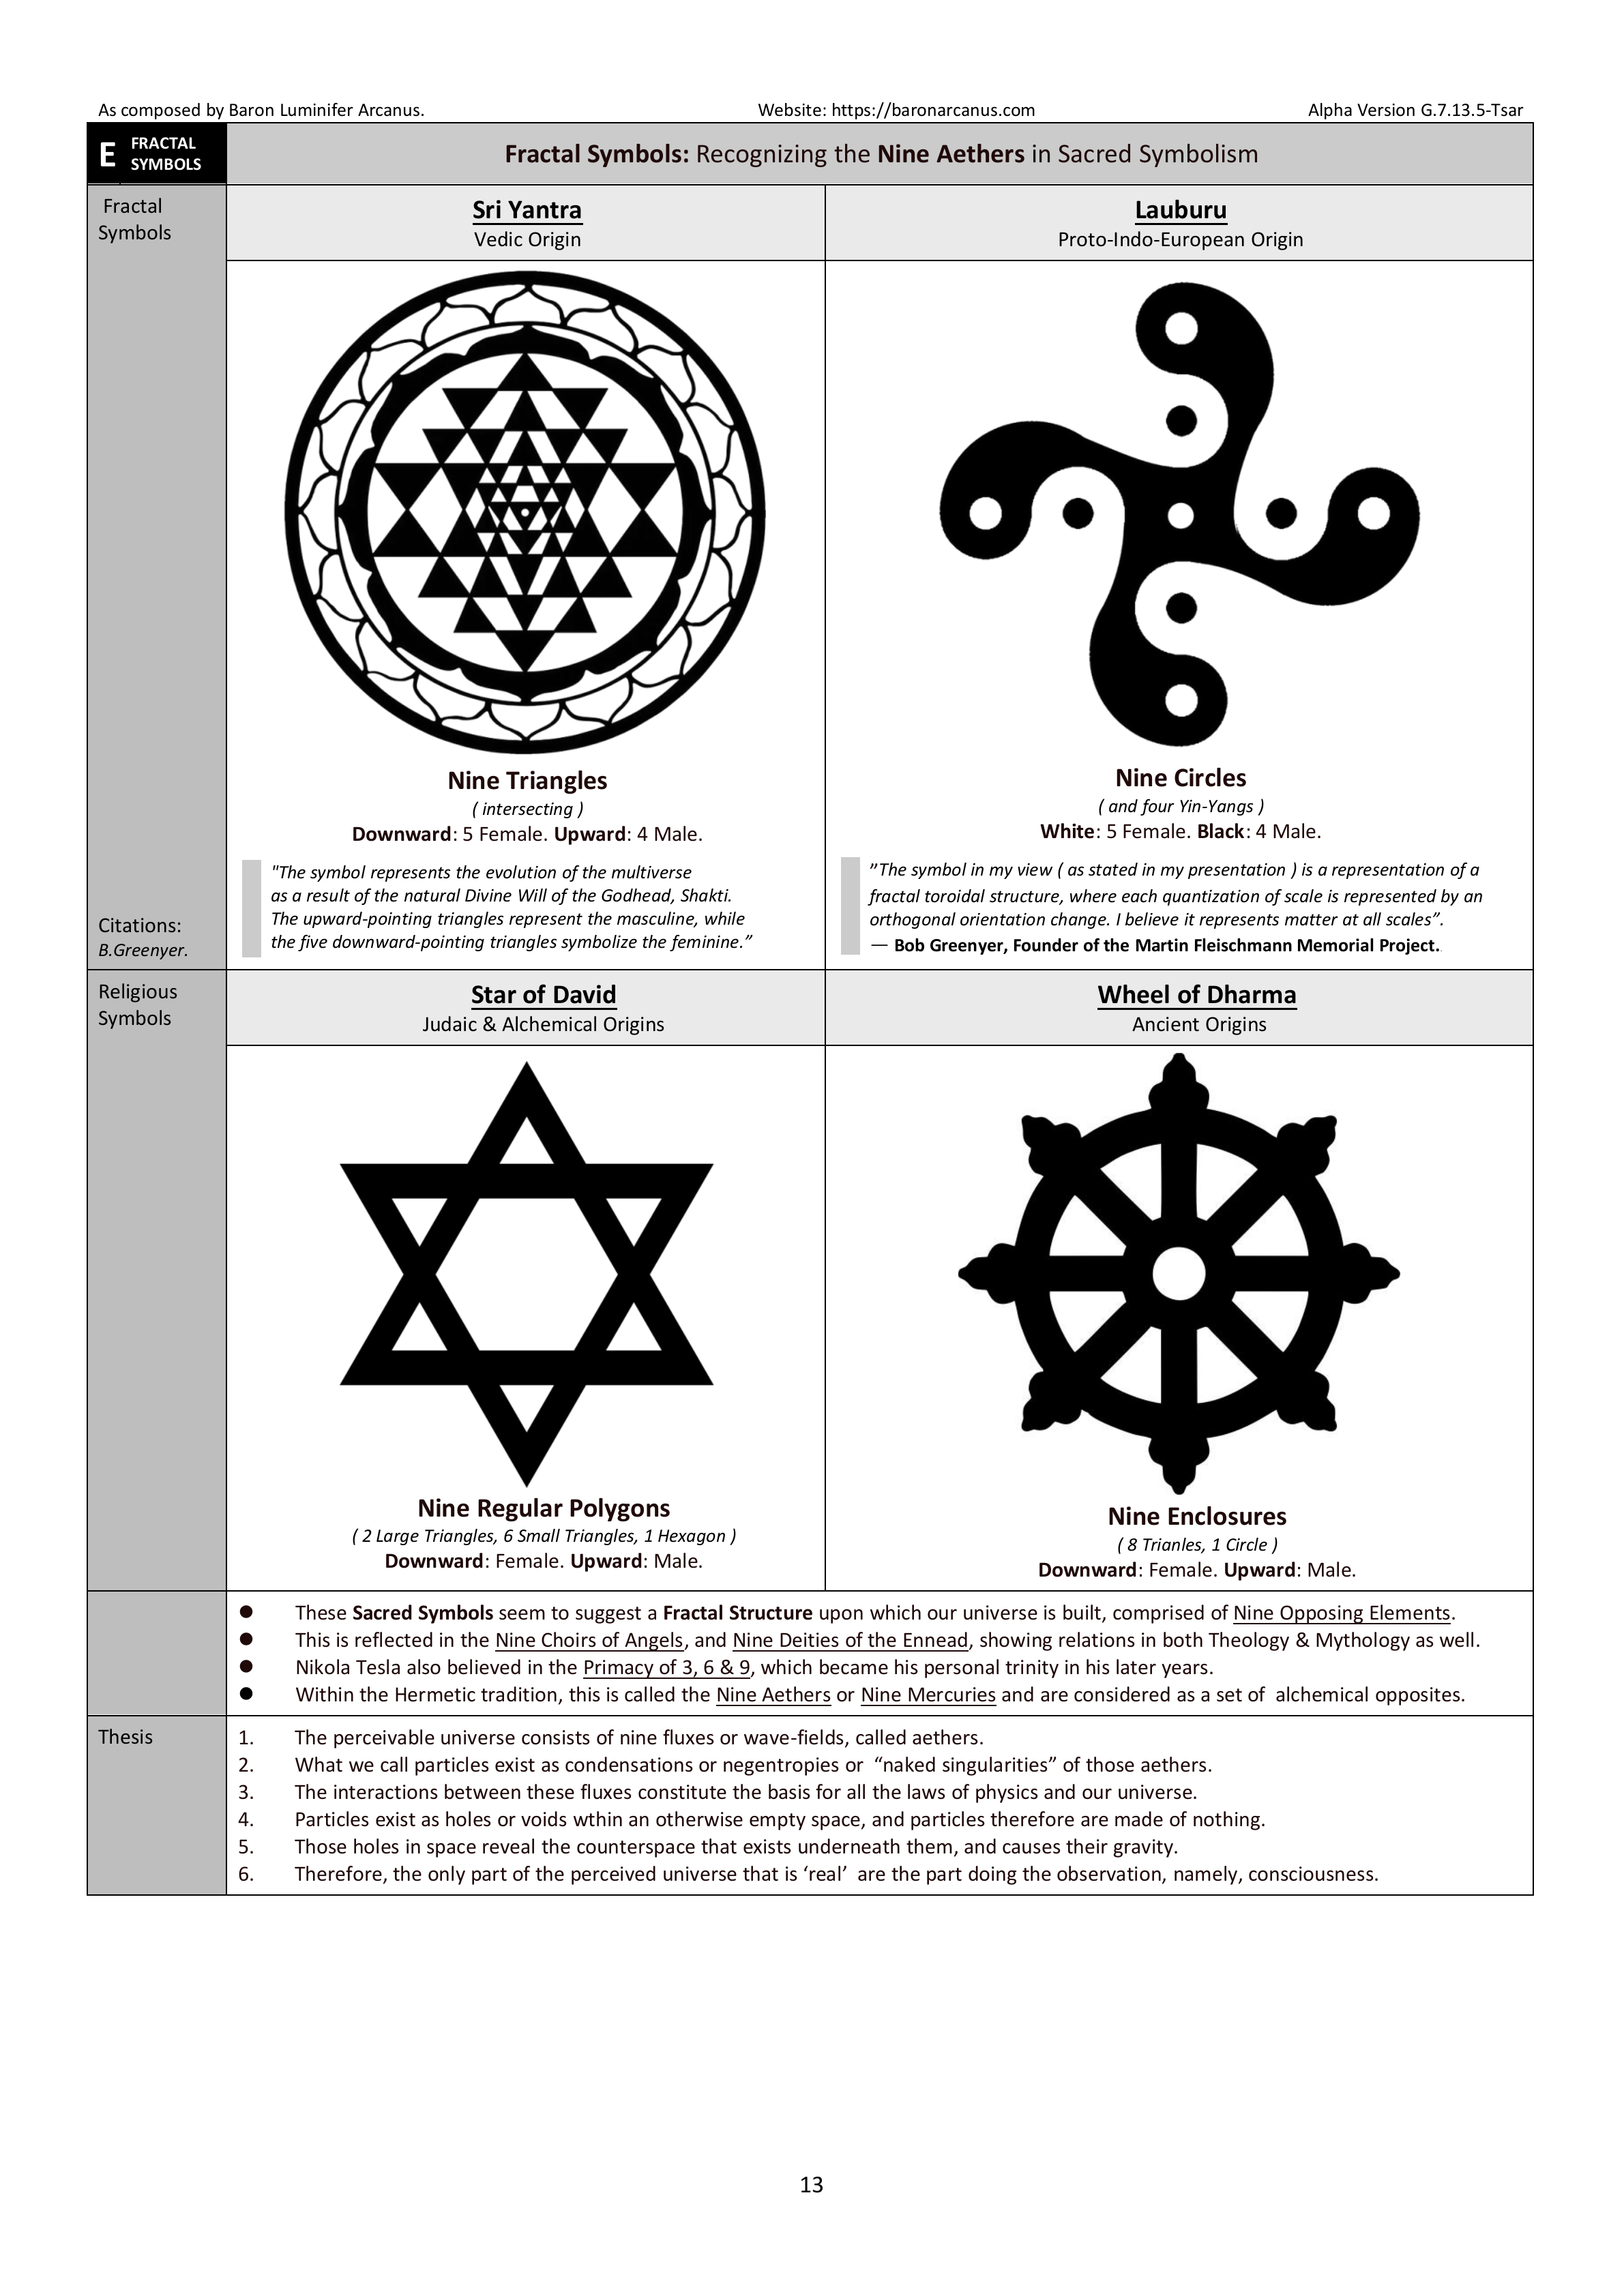 As composed by Baron Luminifer Arcanus.
Website: https://baronarcanus.com
Alpha Version G.7.13.5-Tsar
E FRACTAL
SYMBOLS
Fractal Symbols: Recognizing the Nine Aethers in Sacred Symbolism
Fractal
Symbols
Sri Yantra
Vedic Origin
Lauburu
Proto-Indo-European Origin
Nine Triangles
( intersecting )
Downward: 5 Female. Upward: 4 Male.
"The symbol represents the evolution of the multiverse
as a result of the natural Divine Will of the Godhead, Shakti.
The upward-pointing triangles represent the masculine, while
the five downward-pointing triangles symbolize the feminine.”
Nine Circles
( and four Yin-Yangs )
White: 5 Female. Black: 4 Male.
”The symbol in my view ( as stated in my presentation ) is a representation of a
fractal toroidal structure, where each quantization of scale is represented by an
orthogonal orientation change. I believe it represents matter at all scales”.
— Bob Greenyer, Founder of the Martin Fleischmann Memorial Project.
Citations:
B.Greenyer.
Religious
Symbols
Star of David
Judaic & Alchemical Origins
Wheel of Dharma
Ancient Origins
Nine Regular Polygons
( 2 Large Triangles, 6 Small Triangles, 1 Hexagon )
Downward: Female. Upward: Male.
Nine Enclosures
( 8 Trianles, 1 Circle )
Downward: Female. Upward: Male.
● These Sacred Symbols seem to suggest a Fractal Structure upon which our universe is built, comprised of Nine Opposing Elements.
● This is reflected in the Nine Choirs of Angels, and Nine Deities of the Ennead, showing relations in both Theology & Mythology as well.
● Nikola Tesla also believed in the Primacy of 3, 6 & 9, which became his personal trinity in his later years.
● Within the Hermetic tradition, this is called the Nine Aethers or Nine Mercuries and are considered as a set of alchemical opposites.
Thesis
1. The perceivable universe consists of nine fluxes or wave-fields, called aethers.
2. What we call particles exist as condensations or negentropies or “naked singularities” of those aethers.
3. The interactions between these fluxes constitute the basis for all the laws of physics and our universe.
4. Particles exist as holes or voids wthin an otherwise empty space, and particles therefore are made of nothing.
5. Those holes in space reveal the counterspace that exists underneath them, and causes their gravity.
6. Therefore, the only part of the perceived universe that is ‘real’ are the part doing the observation, namely, consciousness.
13